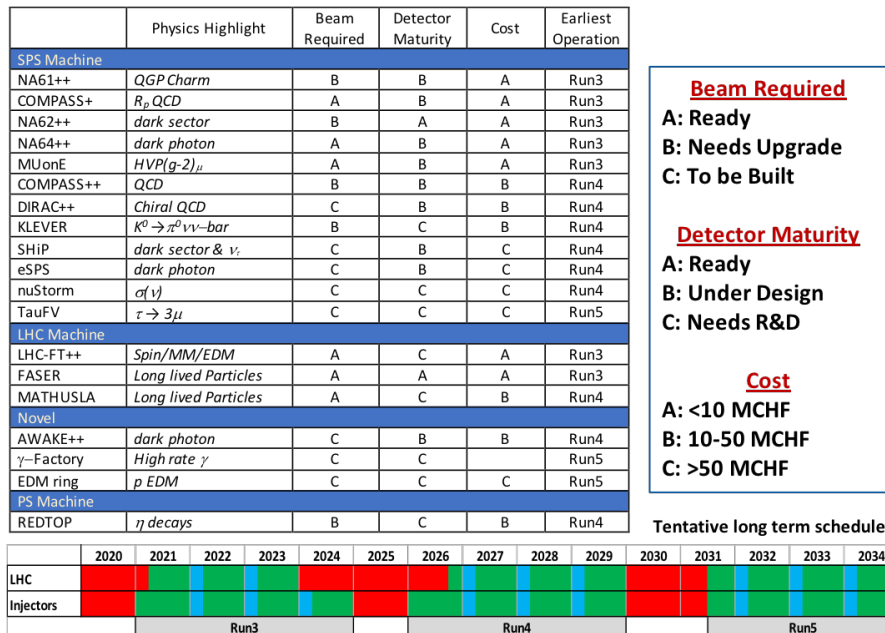 Physics Highlight Beam Required Detector Maturity Cost Earliest Operation
SPS Machine
NA61++ QGP Charm B B A Run3
COMPASS+ Rₚ QCD A B A Run3
NA62++ dark sector B A A Run3
NA64++ dark photon A B A Run3
MUonE HVP(g-2)μ A B A Run3
COMPASS++ QCD B B B Run4
DIRAC++ Chiral QCD C B B Run4
KLEVER K⁰→π⁰νν–bar B C B Run4
SHiP dark sector & ντ C B C Run4
eSPS dark photon C B C Run4
nuStorm σ(ν) C C C Run4
TauFV τ → 3μ C C C Run5
LHC Machine
LHC-FT++ Spin/MM/EDM A C A Run3
FASER Long lived Particles A A A Run3
MATHUSLA Long lived Particles A C B Run4
Novel
AWAKE++ dark photon C B B Run4
γ–Factory High rate γ C C Run5
EDM ring p EDM C C C Run5
PS Machine
REDTOP η decays B C B Run4
Beam Required
A: Ready
B: Needs Upgrade
C: To be Built
Detector Maturity
A: Ready
B: Under Design
C: Needs R&D
Cost
A: <10 MCHF
B: 10-50 MCHF
C: >50 MCHF
Tentative long term schedule
2020 2021 2022 2023 2024 2025 2026 2027 2028 2029 2030 2031 2032 2033 2034
LHC
Injectors
Run3 Run4 Run5